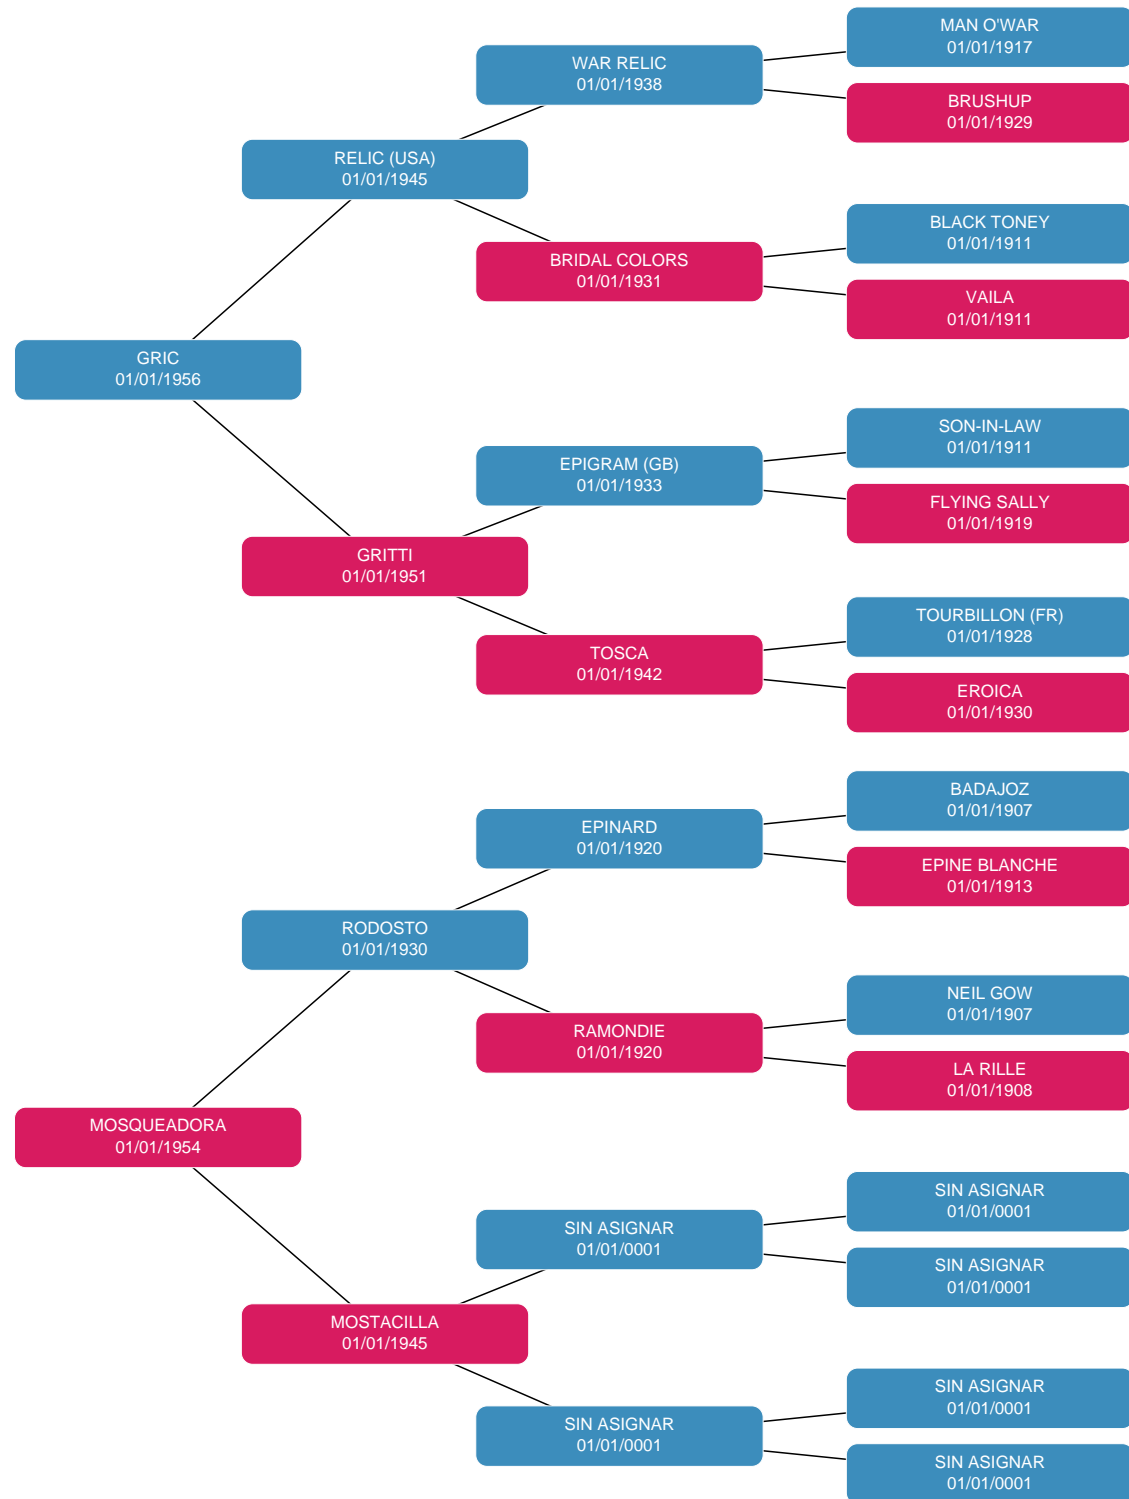 MAN O'WAR
01/01/1917
WAR RELIC
01/01/1938
BRUSHUP
01/01/1929
RELIC (USA)
01/01/1945
BLACK TONEY
01/01/1911
BRIDAL COLORS
01/01/1931
VAILA
01/01/1911
GRIC
01/01/1956
SON-IN-LAW
01/01/1911
EPIGRAM (GB)
01/01/1933
FLYING SALLY
01/01/1919
GRITTI
01/01/1951
TOURBILLON (FR)
01/01/1928
TOSCA
01/01/1942
EROICA
01/01/1930
BADAJOZ
01/01/1907
EPINARD
01/01/1920
EPINE BLANCHE
01/01/1913
RODOSTO
01/01/1930
NEIL GOW
01/01/1907
RAMONDIE
01/01/1920
LA RILLE
01/01/1908
MOSQUEADORA
01/01/1954
SIN ASIGNAR
01/01/0001
SIN ASIGNAR
01/01/0001
SIN ASIGNAR
01/01/0001
MOSTACILLA
01/01/1945
SIN ASIGNAR
01/01/0001
SIN ASIGNAR
01/01/0001
SIN ASIGNAR
01/01/0001